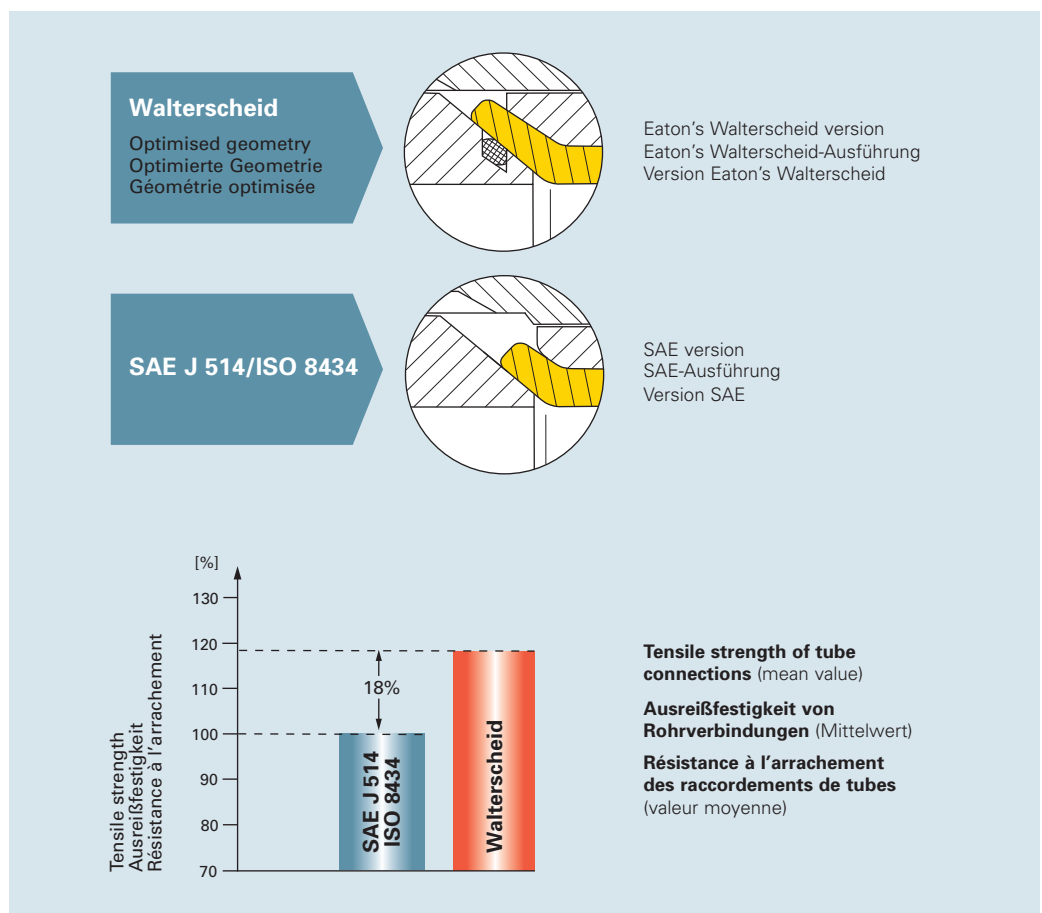 Walterscheid
Optimised geometry
Optimierte Geometrie
Géométrie optimisée
Eaton's Walterscheid version
Eaton's Walterscheid-Ausführung
Version Eaton's Walterscheid
SAE J 514/ISO 8434
SAE version
SAE-Ausführung
Version SAE
[%]
130
120
110
100
90
80
70
Tensile strength
Ausreißfestigkeit
Résistance à l'arrachement
18%
SAE J 514
ISO 8434
Walterscheid
Tensile strength of tube
connections (mean value)
Ausreißfestigkeit von
Rohrverbindungen (Mittelwert)
Résistance à l'arrachement
des raccordements de tubes
(valeur moyenne)